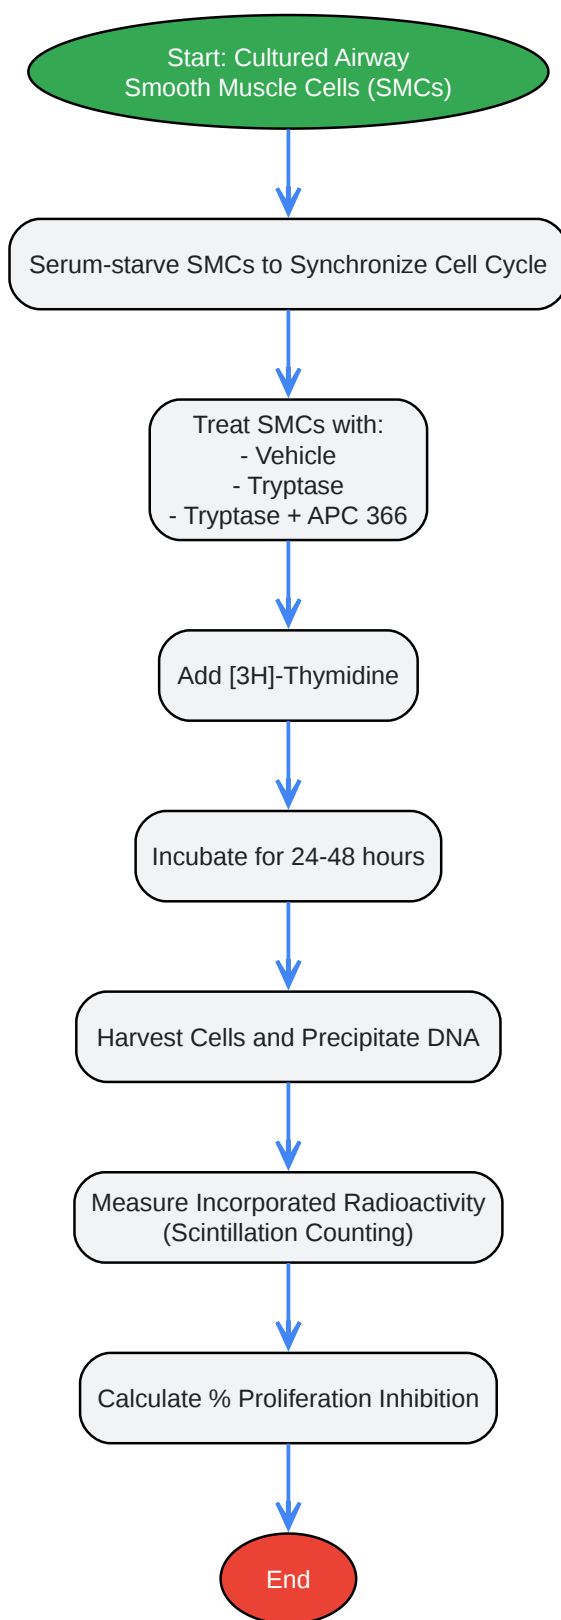 Start: Cultured Airway
Smooth Muscle Cells (SMCs)
Serum-starve SMCs to Synchronize Cell Cycle
Treat SMCs with:
- Vehicle
- Tryptase
- Tryptase + APC 366
Add [3H]-Thymidine
Incubate for 24-48 hours
Harvest Cells and Precipitate DNA
Measure Incorporated Radioactivity
(Scintillation Counting)
Calculate % Proliferation Inhibition
End